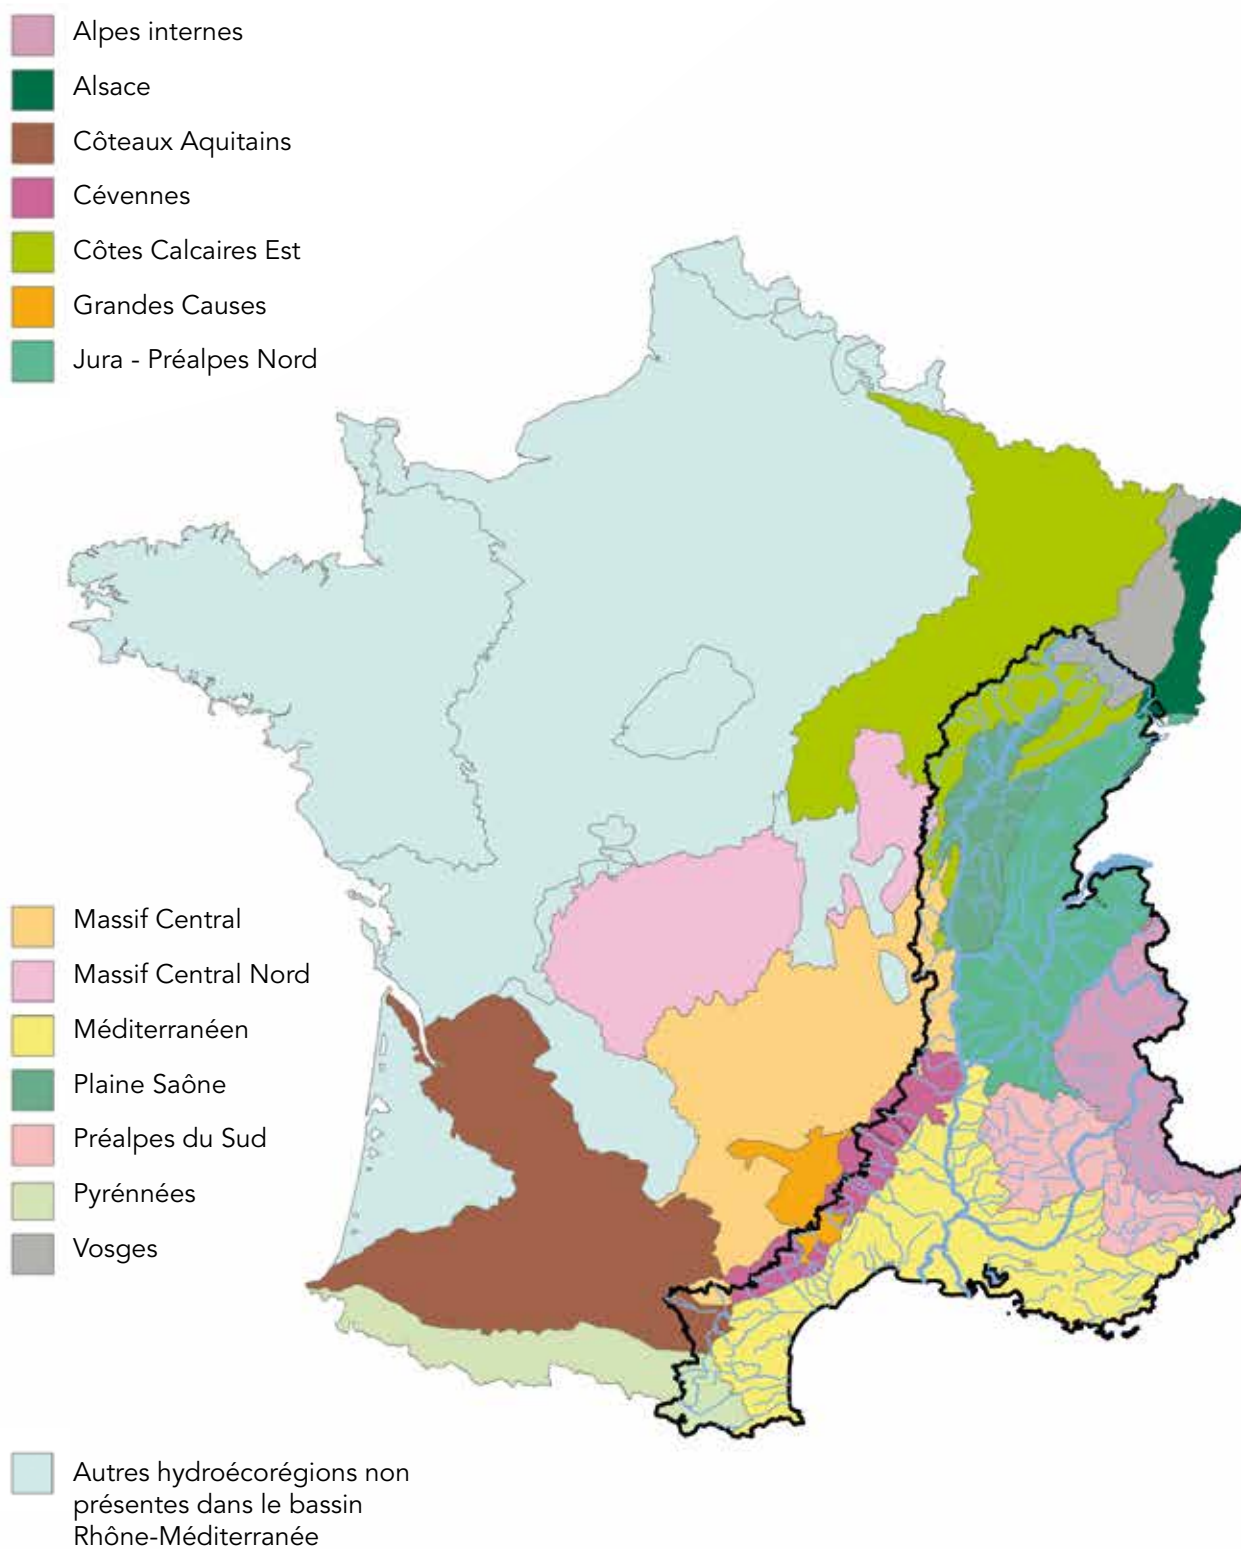 Alpes internes
Alsace
Côteaux Aquitains
Cévennes
Côtes Calcaires Est
Grandes Causes
Jura - Préalpes Nord
Massif Central
Massif Central Nord
Méditerranéen
Plaine Saône
Préalpes du Sud
Pyrénnées
Vosges
Autres hydroécorégions non
présentes dans le bassin
Rhône-Méditerranée